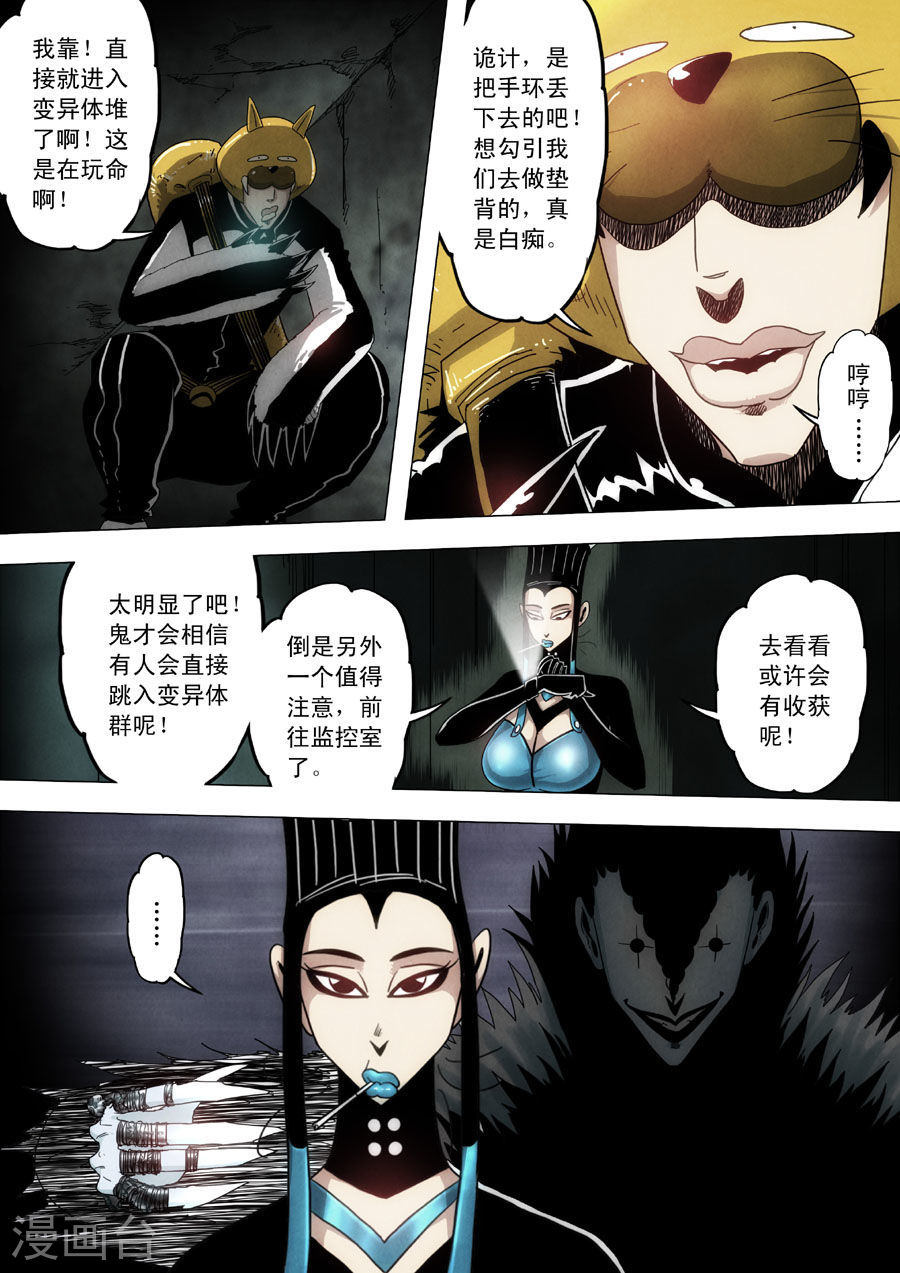 我靠！直
接就进入
变异体堆
了啊！这
是在玩命
啊！
诡计，是
把手环丢
下去的吧！
想勾引我
们去做垫
背的，真
是白痴。
哼
哼
……
太明显了吧！
鬼才会相信
有人会直接
跳入变异体
群呢！
倒是另外
一个值得
注意，前
往监控室
了。
去看看
或许会
有收获
呢！
……
漫画台